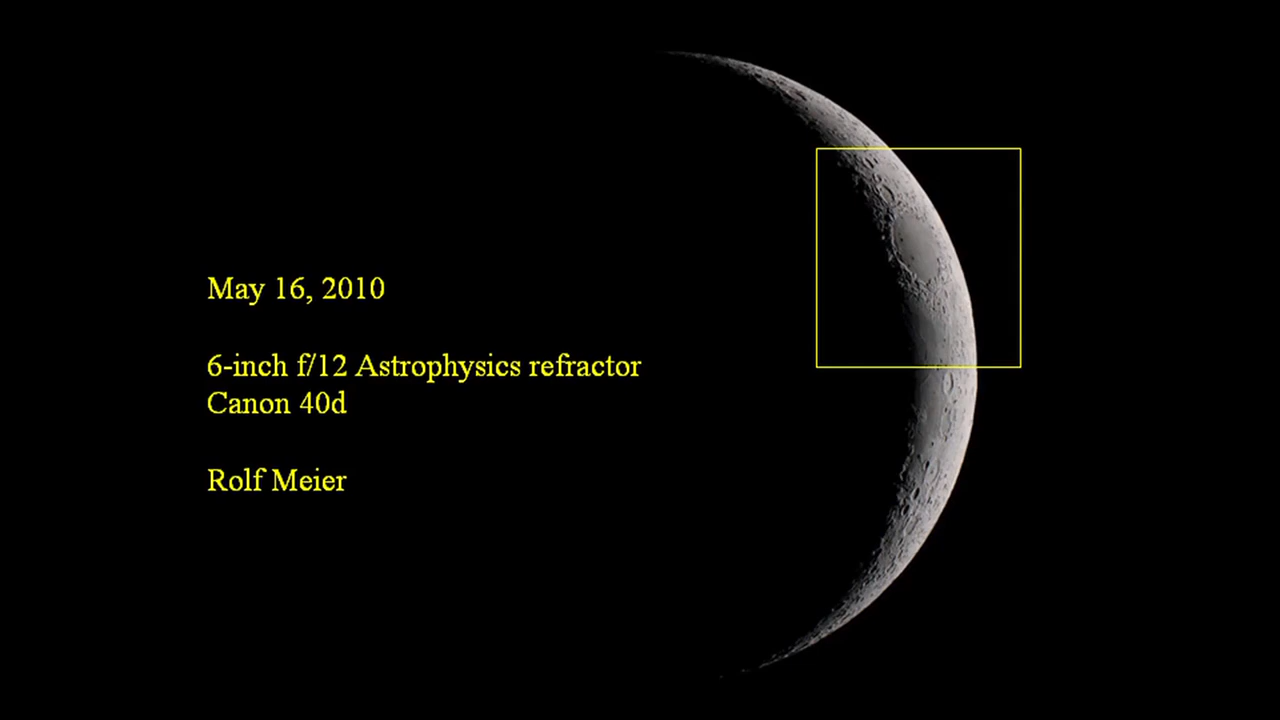 May 16, 2010
6-inch f/12 Astrophysics refractor
Canon 40d
Rolf Meier